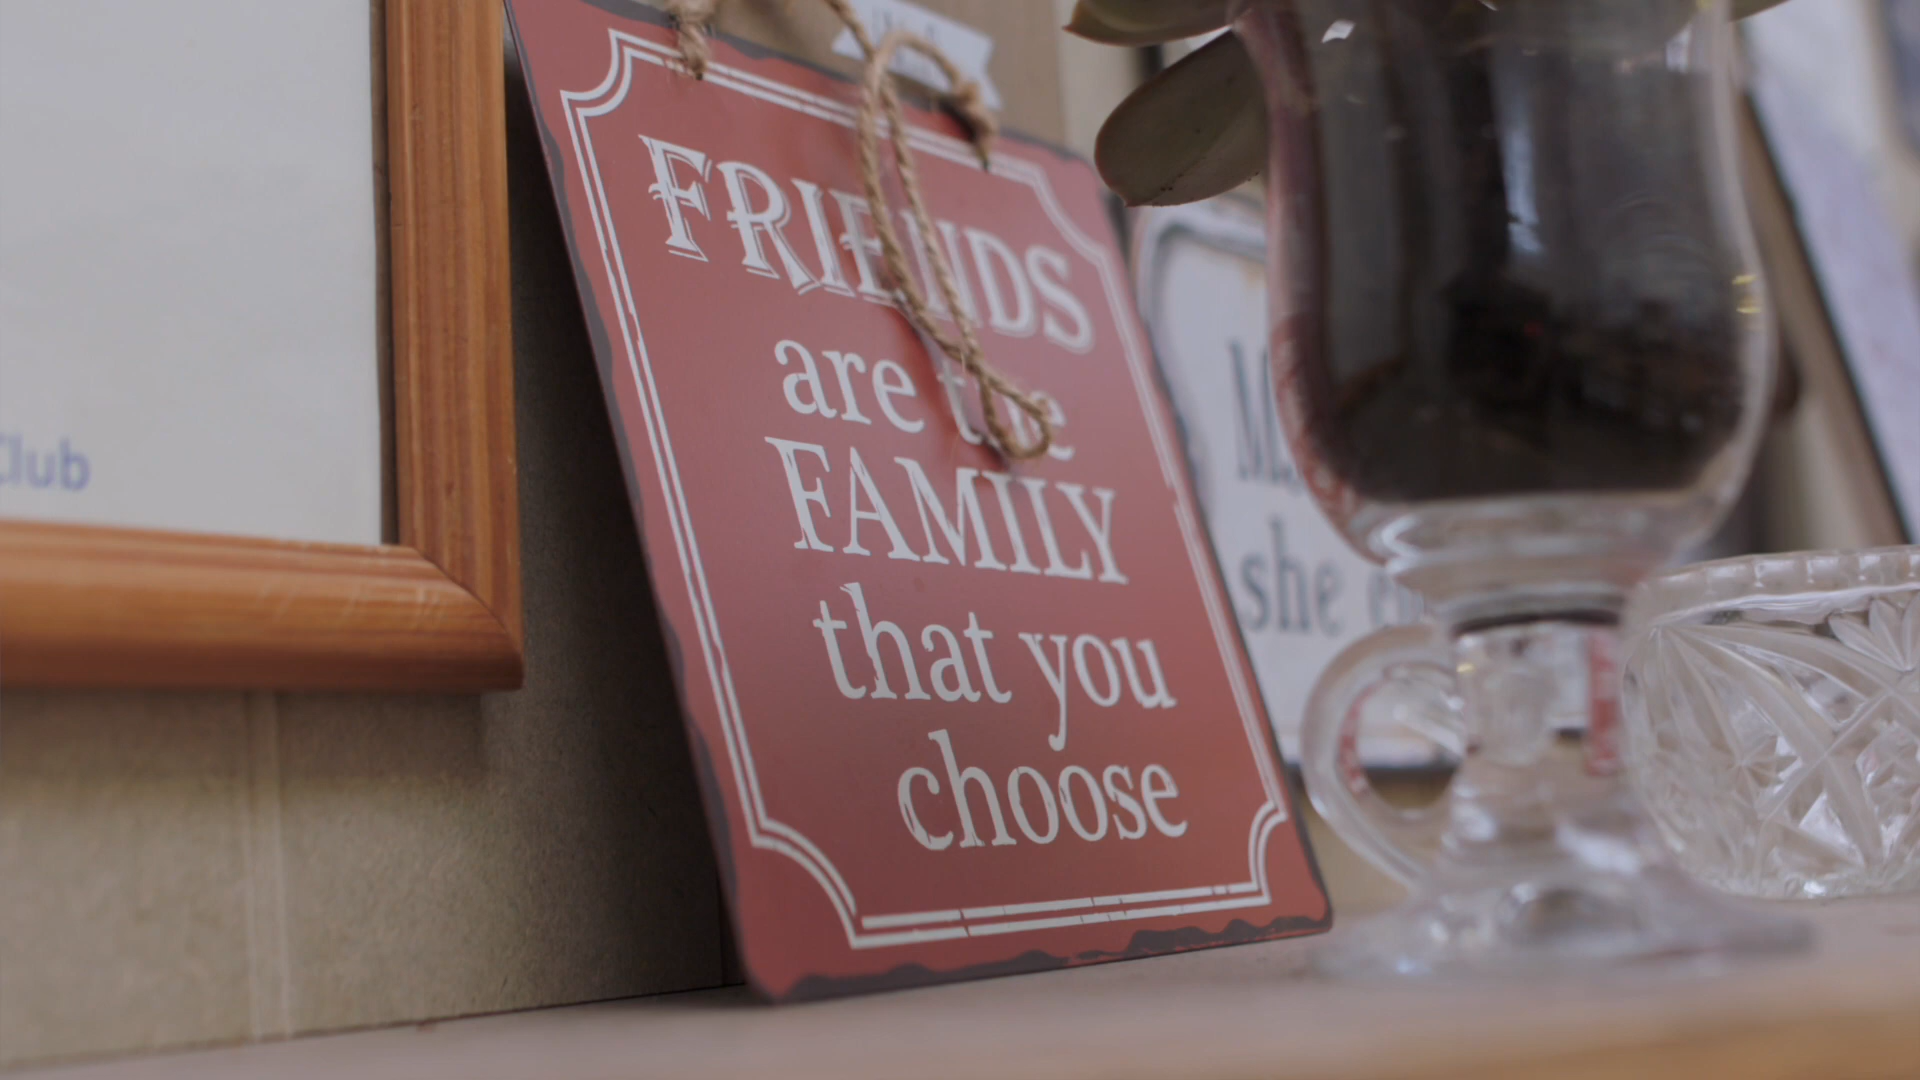 Club
FRIENDS
are the
FAMILY
that you
choose
she